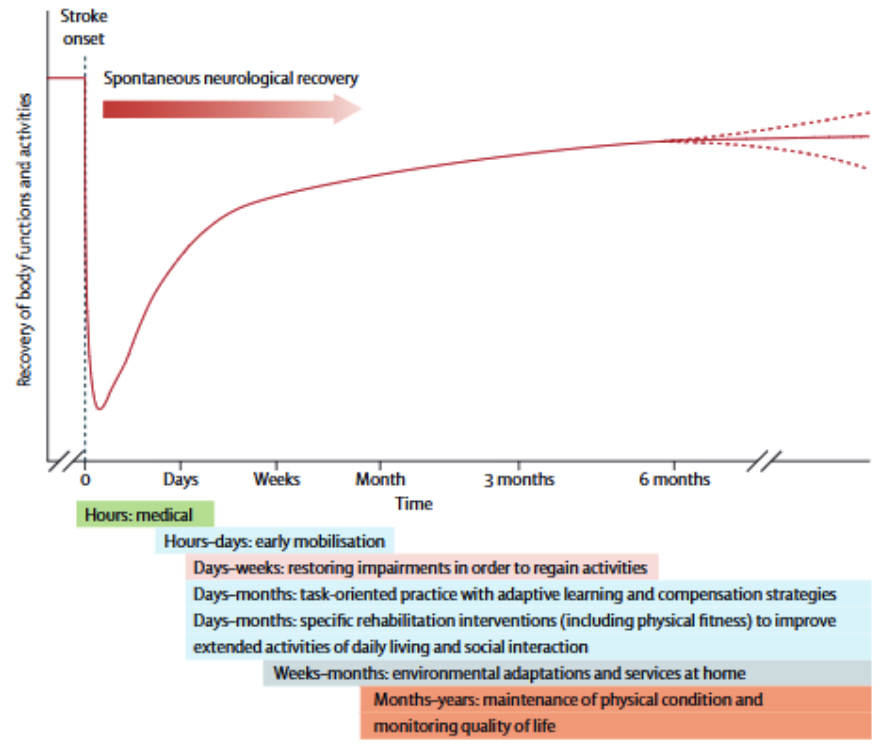 Stroke
onset
Spontaneous neurological recovery
Recovery of body functions and activities
0
Days
Weeks
Month
3 months
6 months
Time
Hours: medical
Hours–days: early mobilisation
Days–weeks: restoring impairments in order to regain activities
Days–months: task-oriented practice with adaptive learning and compensation strategies
Days–months: specific rehabilitation interventions (including physical fitness) to improve
extended activities of daily living and social interaction
Weeks–months: environmental adaptations and services at home
Months–years: maintenance of physical condition and
monitoring quality of life